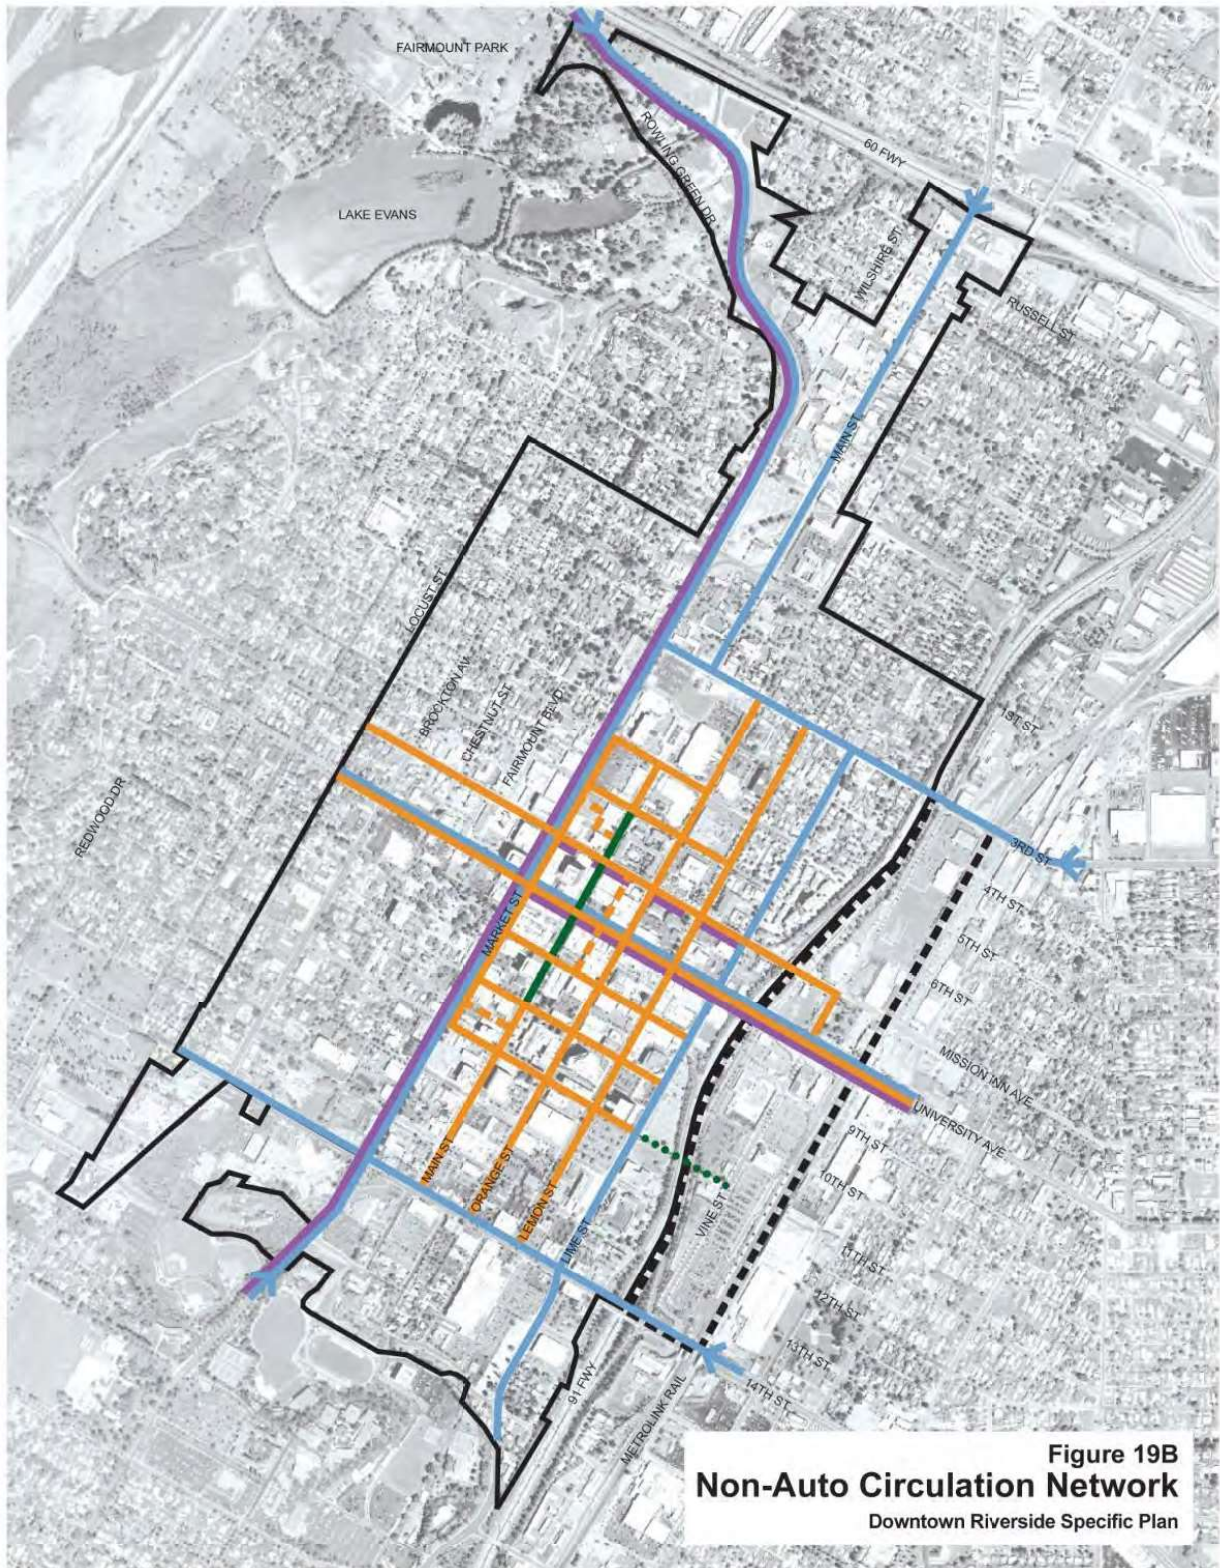 FAIRMOUNT PARK
ROWLING GREEN DR
60 FWY
LAKE EVANS
WILSHIRE ST
RUSSELL ST
MAIN ST
LOCUST ST
BROCKTON AV
CHESTNUT ST
FAIRMOUNT BLVD
1ST ST
REDWOOD DR
3RD ST
4TH ST
MARKET ST
5TH ST
6TH ST
MISSION INN AVE
UNIVERSITY AVE
9TH ST
MAIN ST
ORANGE ST
LEMON ST
LIME ST
VINE ST
10TH ST
11TH ST
12TH ST
13TH ST
14TH ST
91 FWY
METROLINK RAIL
Figure 19B
Non-Auto Circulation Network
Downtown Riverside Specific Plan